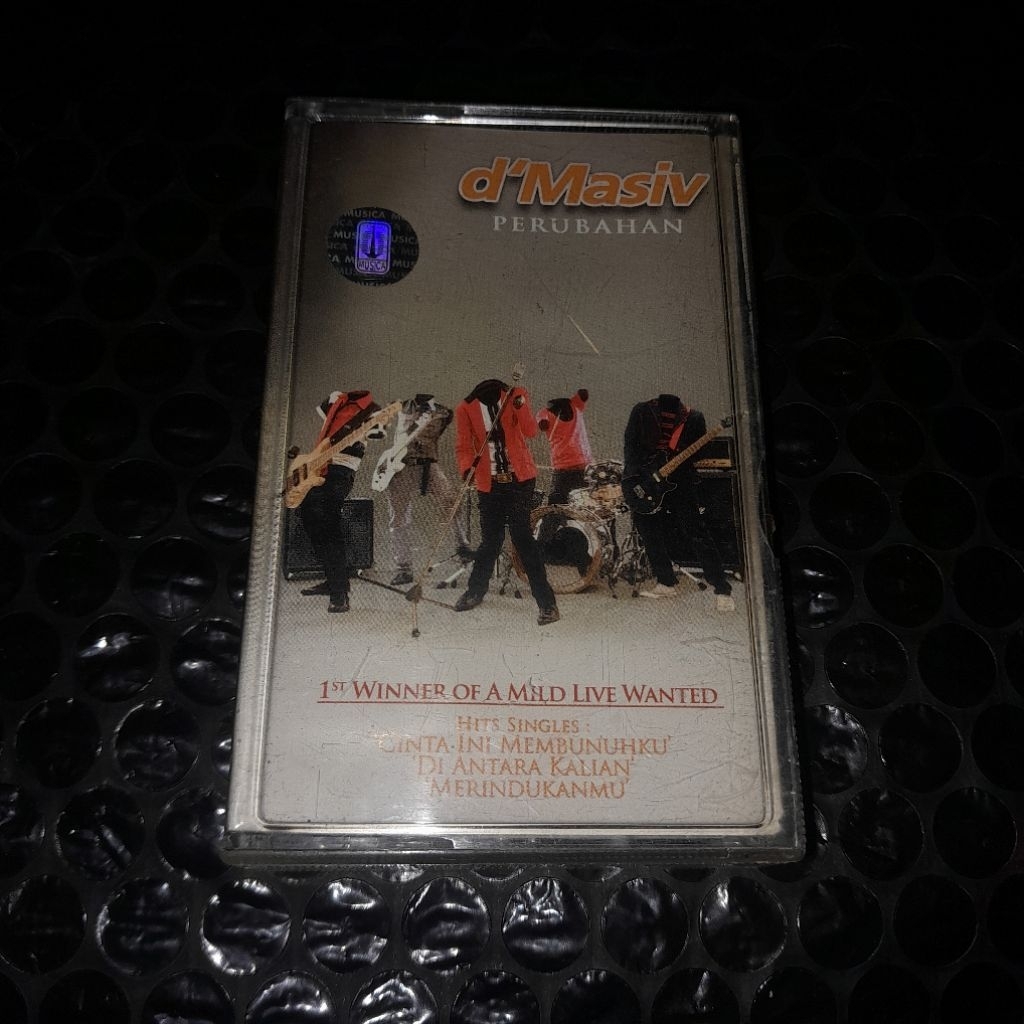 d'Masiv
PERUBAHAN
MUSICA
1ST WINNER OF A MILD LIVE WANTED
HITS SINGLES :
'CINTA INI MEMBUNUHKU'
'DI ANTARA KALIAN'
'MERINDUKANMU'